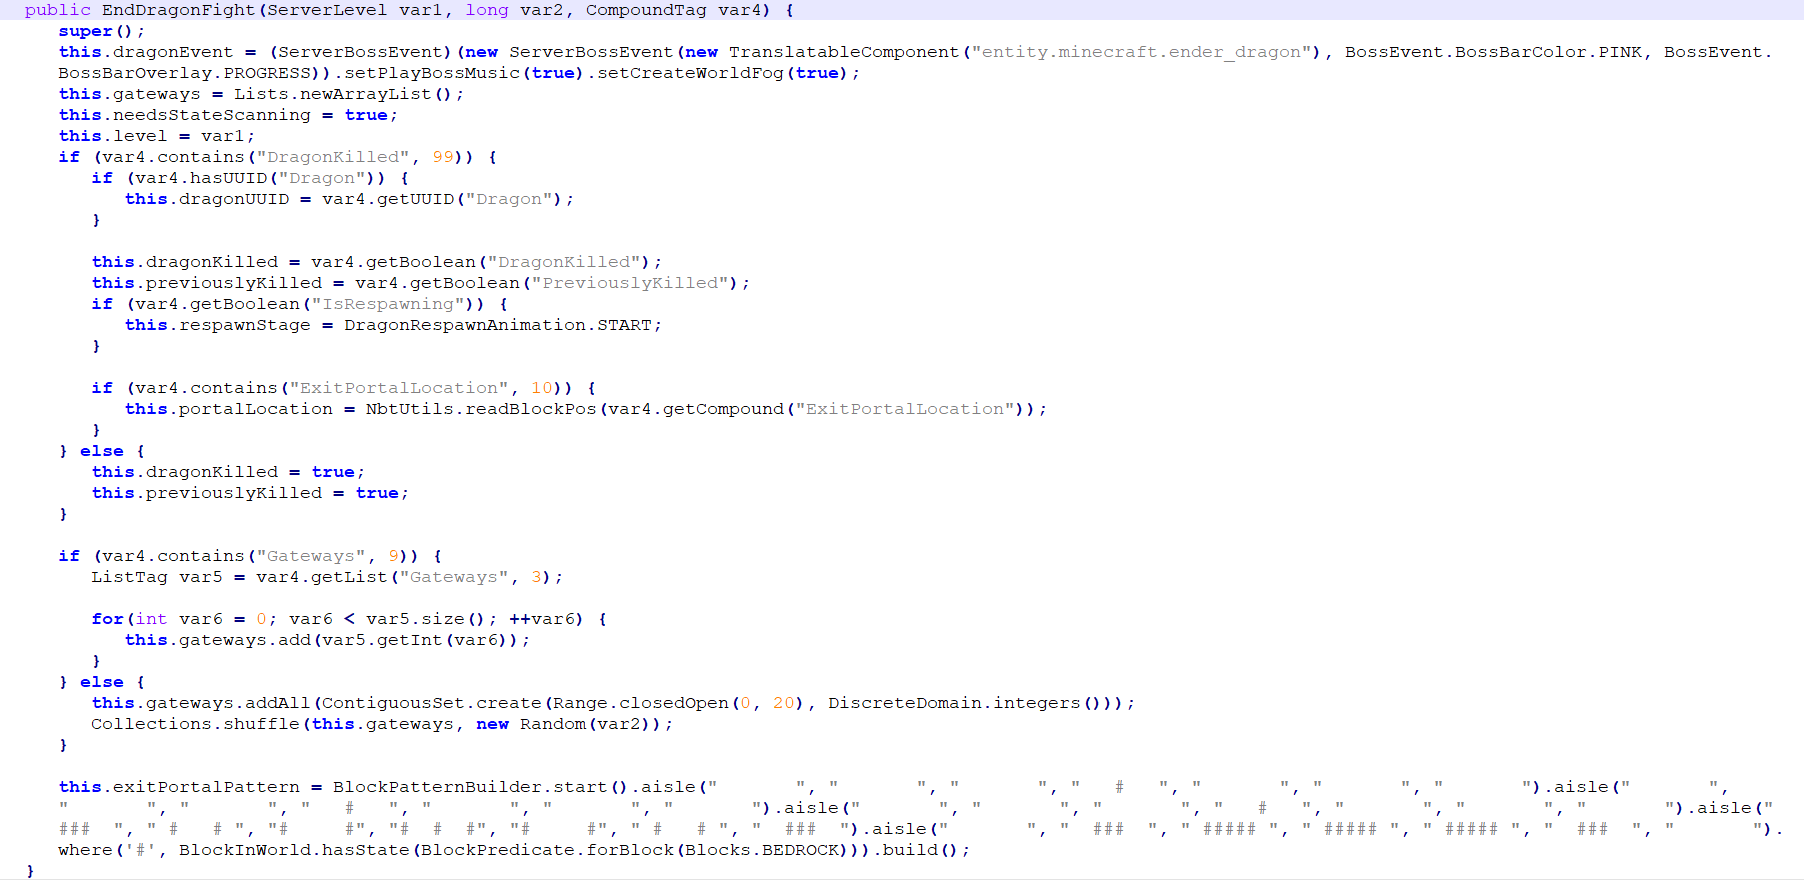 public EndDragonFight(ServerLevel var1, long var2, CompoundTag var4) {
   super();
   this.dragonEvent = (ServerBossEvent)(new ServerBossEvent(new TranslatableComponent("entity.minecraft.ender_dragon"), BossEvent.BossBarColor.PINK, BossEvent.
   BossBarOverlay.PROGRESS)).setPlayBossMusic(true).setCreateWorldFog(true);
   this.gateways = Lists.newArrayList();
   this.needsStateScanning = true;
   this.level = var1;
   if (var4.contains("DragonKilled", 99)) {
      if (var4.hasUUID("Dragon")) {
         this.dragonUUID = var4.getUUID("Dragon");
      }

      this.dragonKilled = var4.getBoolean("DragonKilled");
      this.previouslyKilled = var4.getBoolean("PreviouslyKilled");
      if (var4.getBoolean("IsRespawning")) {
         this.respawnStage = DragonRespawnAnimation.START;
      }

      if (var4.contains("ExitPortalLocation", 10)) {
         this.portalLocation = NbtUtils.readBlockPos(var4.getCompound("ExitPortalLocation"));
      }
   } else {
      this.dragonKilled = true;
      this.previouslyKilled = true;
   }

   if (var4.contains("Gateways", 9)) {
      ListTag var5 = var4.getList("Gateways", 3);

      for(int var6 = 0; var6 < var5.size(); ++var6) {
         this.gateways.add(var5.getInt(var6));
      }
   } else {
      this.gateways.addAll(ContiguousSet.create(Range.closedOpen(0, 20), DiscreteDomain.integers()));
      Collections.shuffle(this.gateways, new Random(var2));
   }

   this.exitPortalPattern = BlockPatternBuilder.start().aisle("       ", "       ", "       ", "   #   ", "       ", "       ", "       ").aisle("       ",
   "       ", "       ", "   #   ", "       ", "       ", "       ").aisle("       ", "       ", "       ", "   #   ", "       ", "       ", "       ").aisle("
   ###  ", " #   # ", "#     #", "#  #  #", "#     #", " #   # ", "  ###  ").aisle("       ", "  ###  ", " ##### ", " ##### ", " ##### ", "  ###  ", "       ").
   where('#', BlockInWorld.hasState(BlockPredicate.forBlock(Blocks.BEDROCK))).build();
}